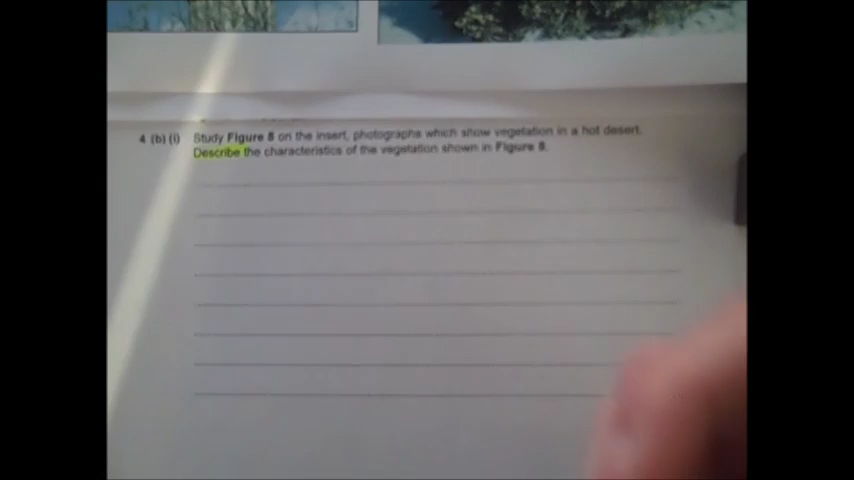 4 (b) (i) Study Figure 8 on the insert, photographs which show vegetation in a hot desert.
Describe the characteristics of the vegetation shown in Figure 8.